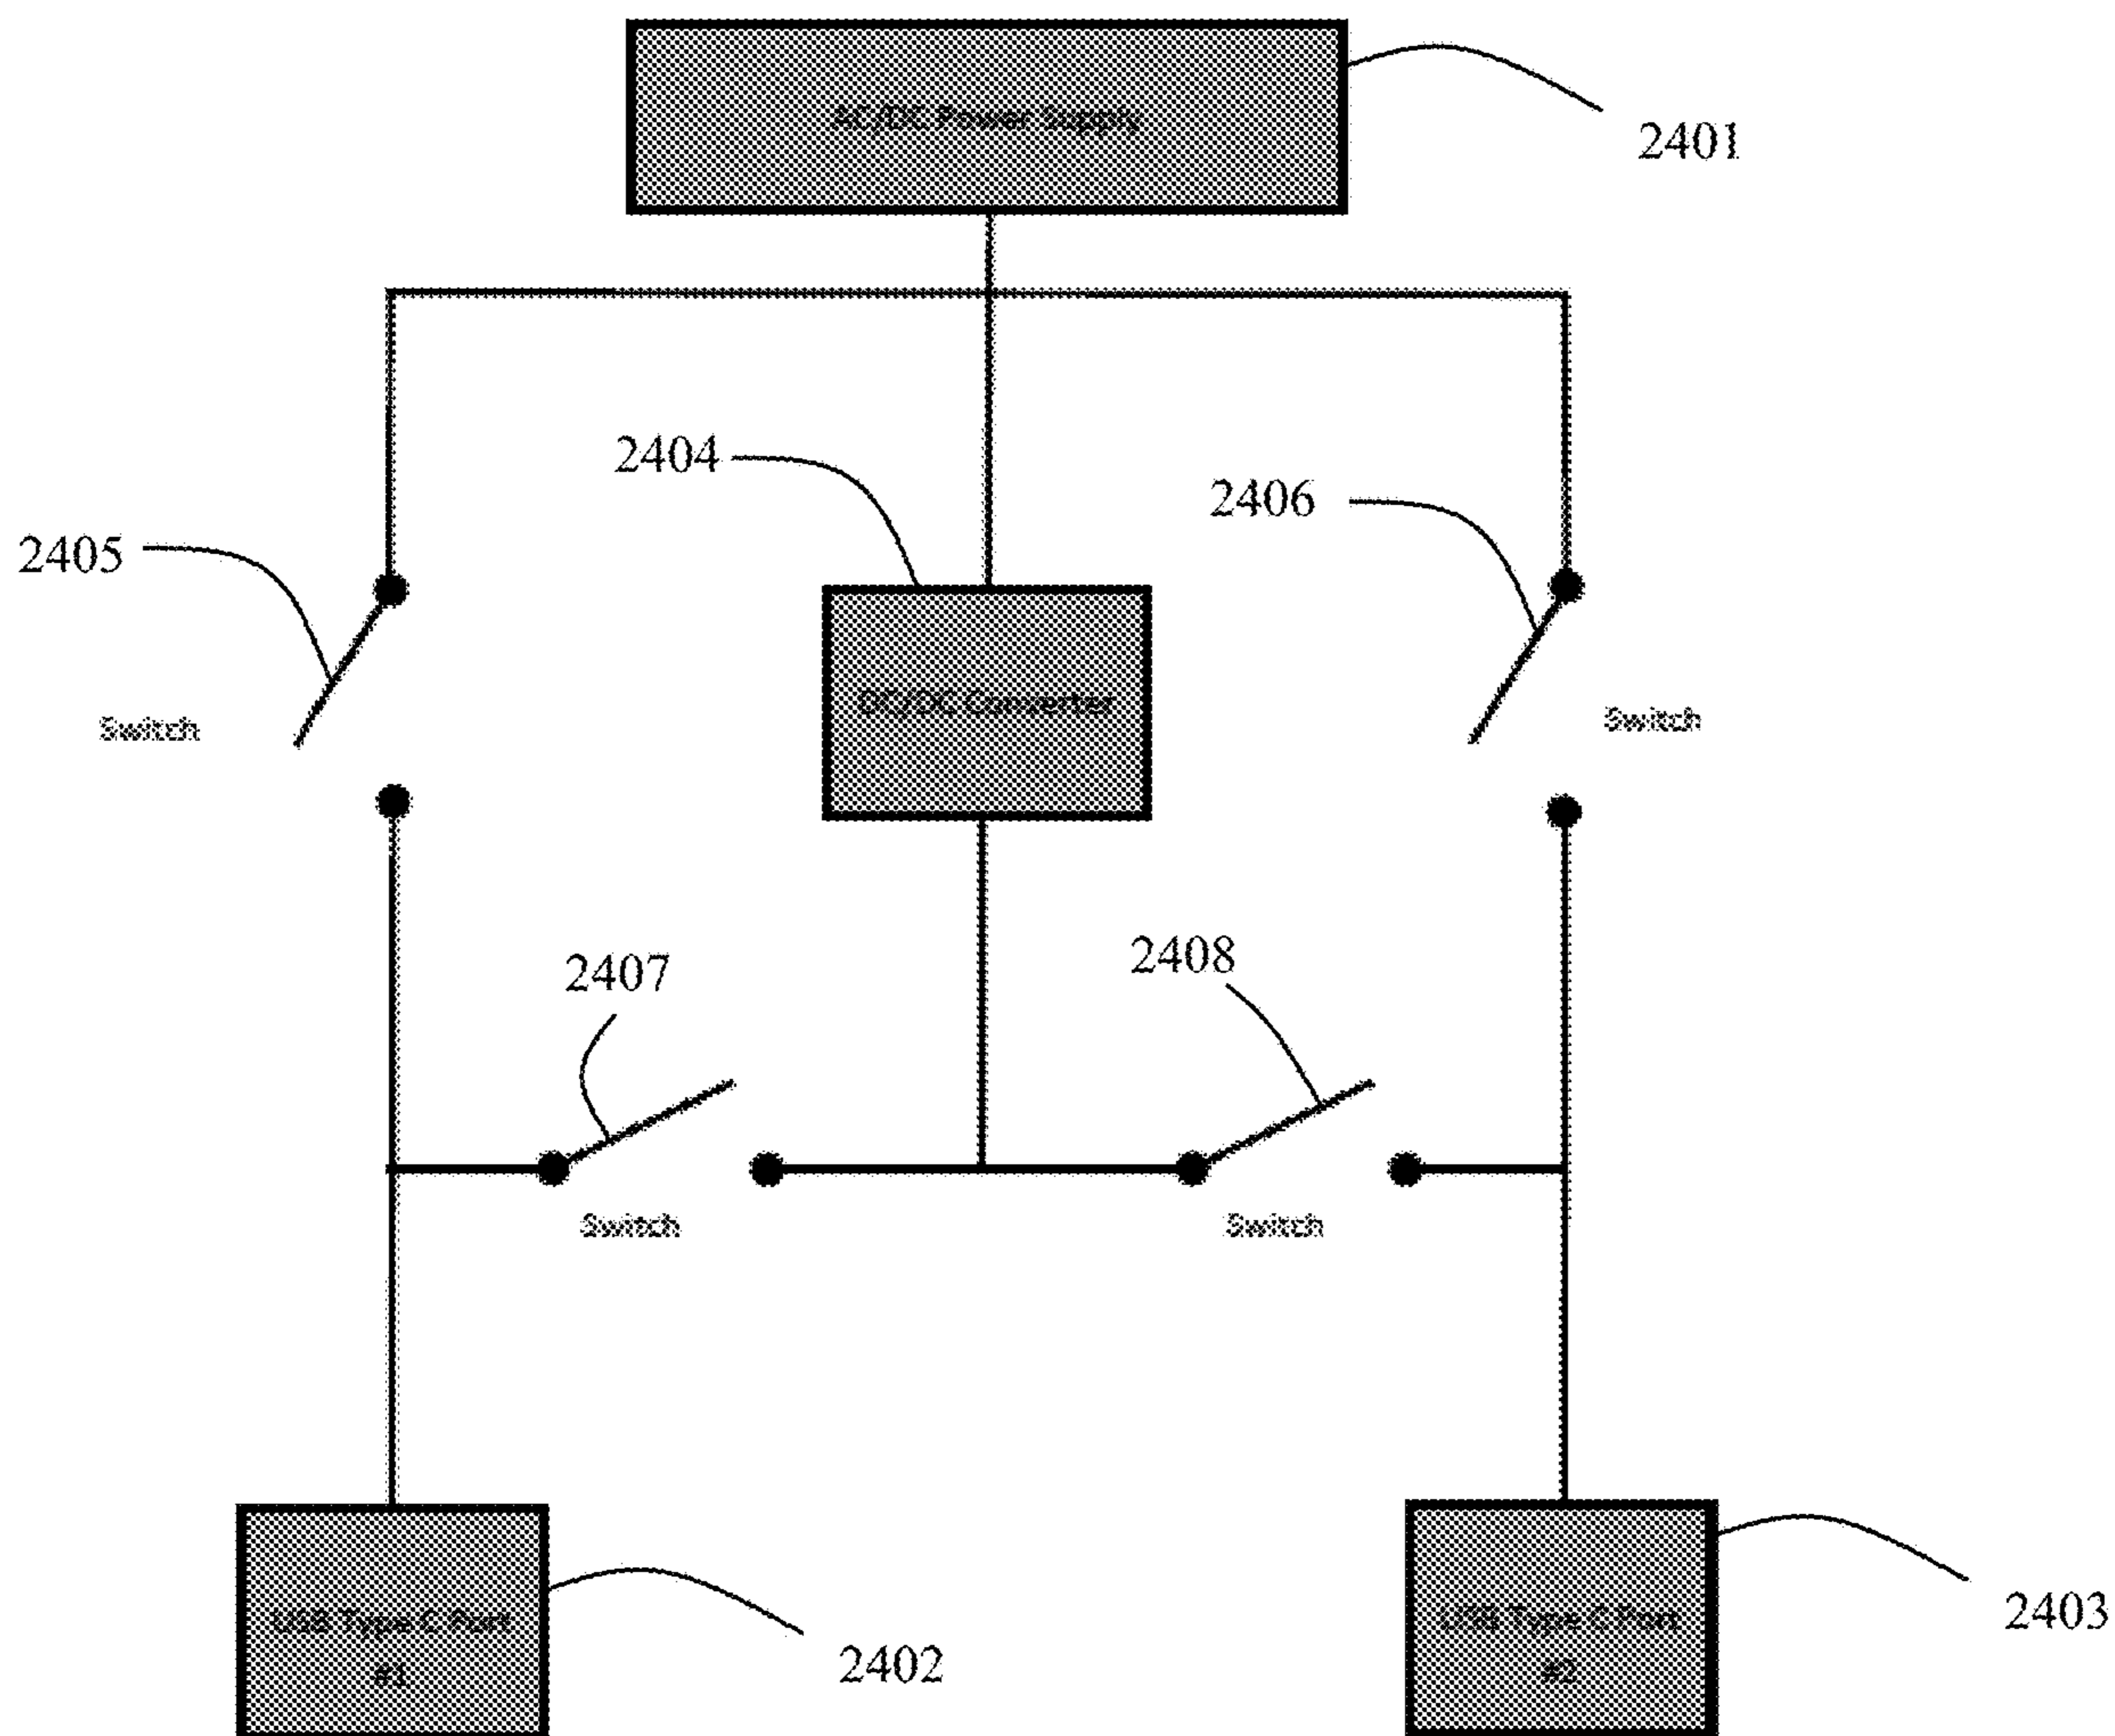 AC/DC Power Supply
2401
2404
2406
2405
DC/DC Converter
Switch
Switch
2407
2408
Switch
Switch
USB Type C Port
#1
2402
USB Type C Port
#2
2403